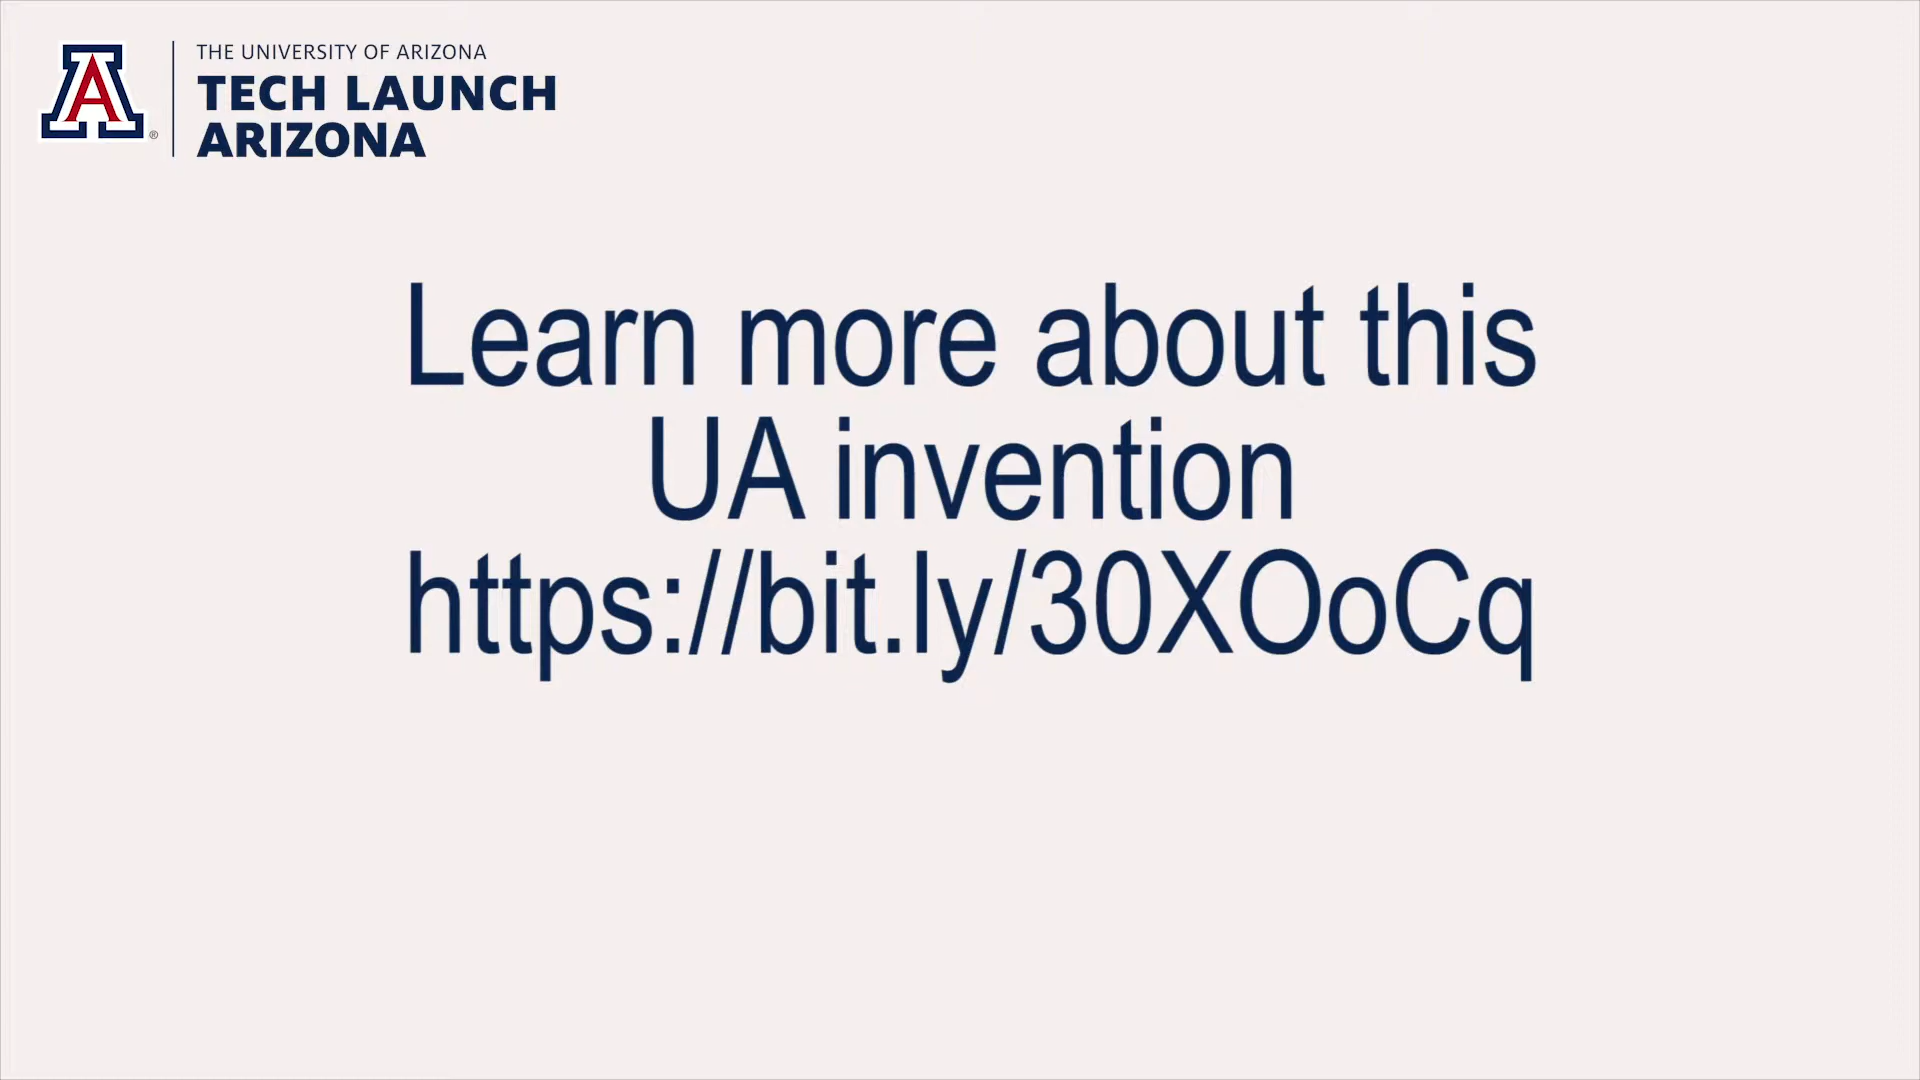 A
THE UNIVERSITY OF ARIZONA
TECH LAUNCH
ARIZONA
Learn more about this
UA invention
https://bit.ly/30XOoCq